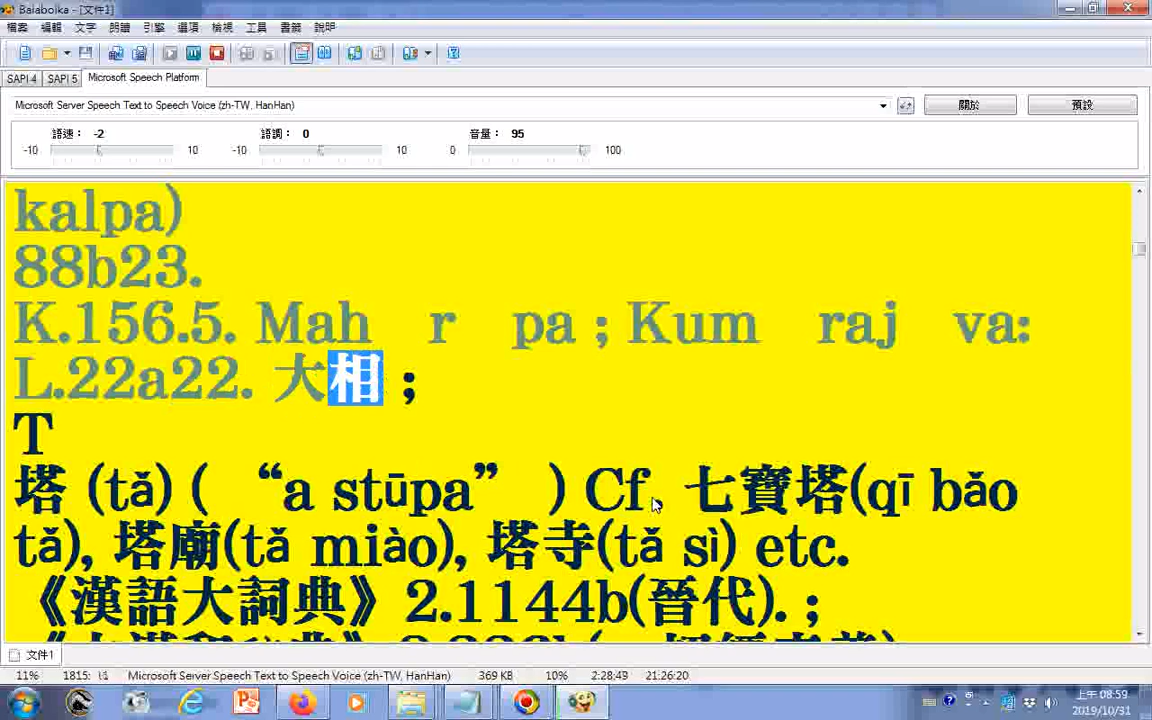 Balabolka - [文件1]
檔案 編輯 文字 朗讀 引擎 選項 檢視 工具 書籤 說明
SAPI 4 SAPI 5 Microsoft Speech Platform
Microsoft Server Speech Text to Speech Voice (zh-TW, HanHan) 關於 預設
語速： -2 語調： 0 音量： 95
-10 10 -10 10 0 100
kalpa)
88b23.
K.156.5. Mah r pa ; Kum raj va:
L.22a22. 大相 ;
T
塔 (tǎ) ( “a stūpa” ) Cf. 七寶塔(qī bǎo
tǎ), 塔廟(tǎ miào), 塔寺(tǎ sì) etc.
《漢語大詞典》 2.1144b(晉代). ;
文件1
11% 1815: Microsoft Server Speech Text to Speech Voice (zh-TW, HanHan) 369 KB 10% 2:28:43 21:26:20
上午 08:59
2019/10/31